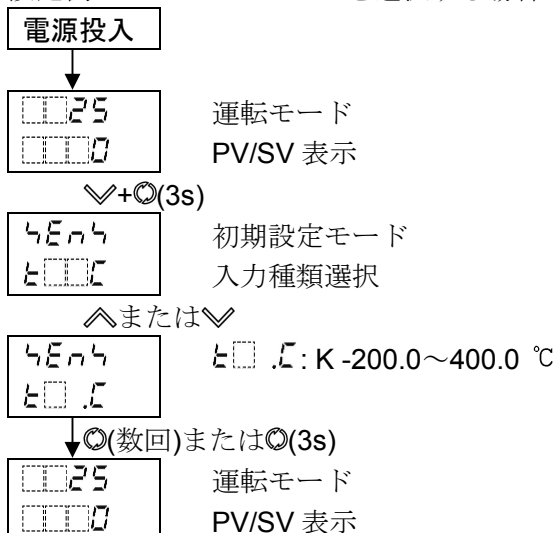 電源投入
25 運転モード
0 PV/SV 表示
+(3s)
初期設定モード
入力種類選択
または
: K -200.0～400.0 ℃
(数回)または(3s)
25 運転モード
0 PV/SV 表示